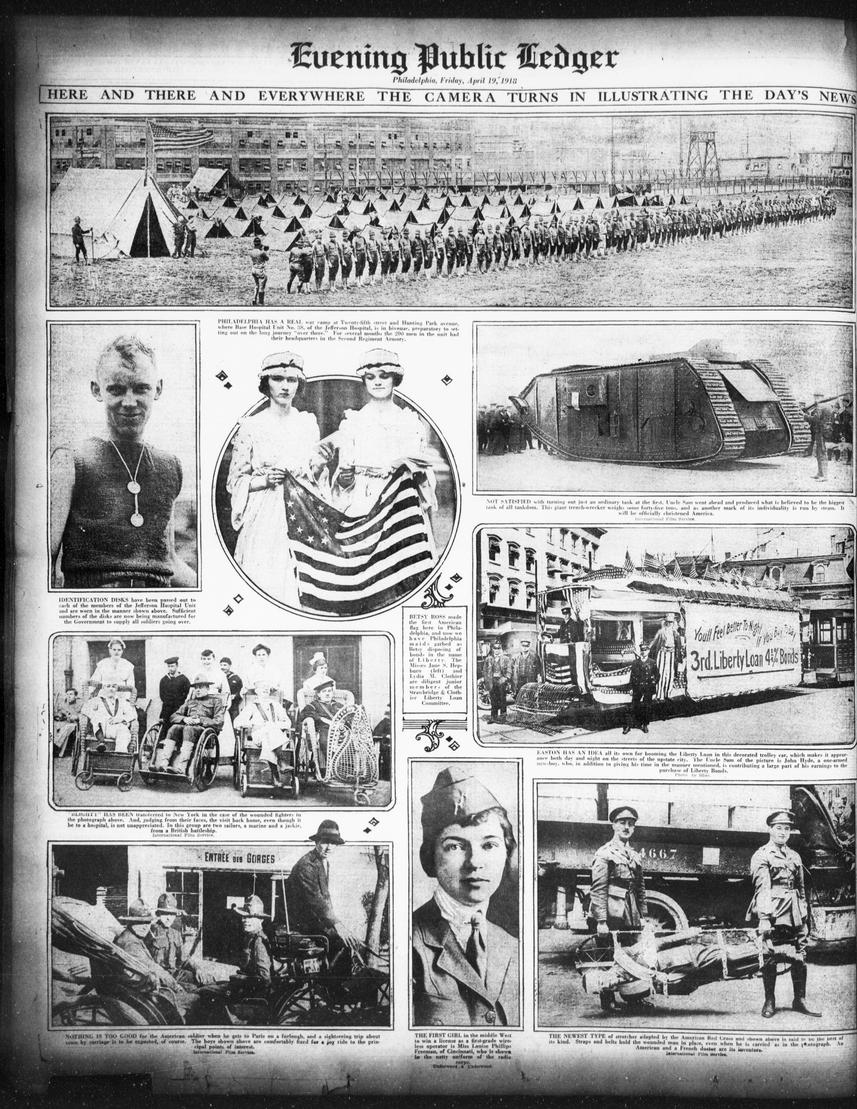 Evening Public Ledger
Philadelphia, Friday, April 19, 1918
HERE AND THERE AND EVERYWHERE THE CAMERA TURNS IN ILLUSTRATING THE DAY'S NEWS
PHILADELPHIA HAS A REAL war camp at Twenty-fifth street and Hunting Park avenue,
where Base Hospital Unit No. 38, of the Jefferson Hospital, is in bivouac, preparatory to set-
ting out on the long journey "over there." For several months the 200 men in the unit had
their headquarters in the Second Regiment Armory.
NOT SATISFIED with turning out just an ordinary tank at the first, Uncle Sam went ahead and produced what is believed to be the biggest
tank of all tankdom. This giant trench-wrecker weighs some forty-five tons, and as another mark of its individuality is run by steam. It
will be officially christened America.
International Film Service.
IDENTIFICATION DISKS have been passed out to
each of the members of the Jefferson Hospital Unit
and are worn in the manner shown above. Sufficient
numbers of the disks are now being manufactured for
the Government to supply all soldiers going over.
BETSY ROSS made
the first American
flag here in Phila-
delphia, and now we
have Philadelphia
maids garbed as
Betsy disposing of
bonds in the name
of Liberty. The
Misses Jane S. Hep-
burn (left) and
Lydia M. Clothier
are diligent junior
members of the
Strawbridge & Cloth-
ier Liberty Loan
Committee.
You'll Feel Better To-Night
If You Buy To-day
3rd. Liberty Loan 4¼% Bonds
EASTON HAS AN IDEA all its own for booming the Liberty Loan in this decorated trolley car, which makes it appear-
ance both day and night on the streets of the up-state city. The Uncle Sam of the picture is John Hyde, a one-armed
newsboy, who, in addition to giving his time in the manner mentioned, is contributing a large part of his earnings to the
purchase of Liberty Bonds.
"BLIGHTY" HAS BEEN transferred to New York in the case of the wounded fighters in
the photograph above. And, judging from their faces, the visit back home, even though it
be to a hospital, is not unappreciated. In this group are two sailors, a marine and a jackie,
from a British battleship.
International Film Service.
ENTRÉE DES GORGES
NOTHING IS TOO GOOD for the American soldier when he gets to Paris on a furlough, and a sightseeing trip about
town by carriage is to be expected, of course. The boys shown above are comfortably fixed for a joy ride to the prin-
cipal points of interest.
International Film Service.
THE FIRST GIRL in the middle West
to win a license as a first-grade wire-
less operator is Miss Lanise Phillips
Freeman, of Cincinnati, who is shown
in the natty uniform of the radio
corps.
Underwood & Underwood
4667
THE NEWEST TYPE of stretcher adopted by the American Red Cross and shown above is said to be the best of
its kind. Straps and belts hold the wounded man in place, even when he is carried as in the photograph. An
American and a French doctor are its inventors.
International Film Service.